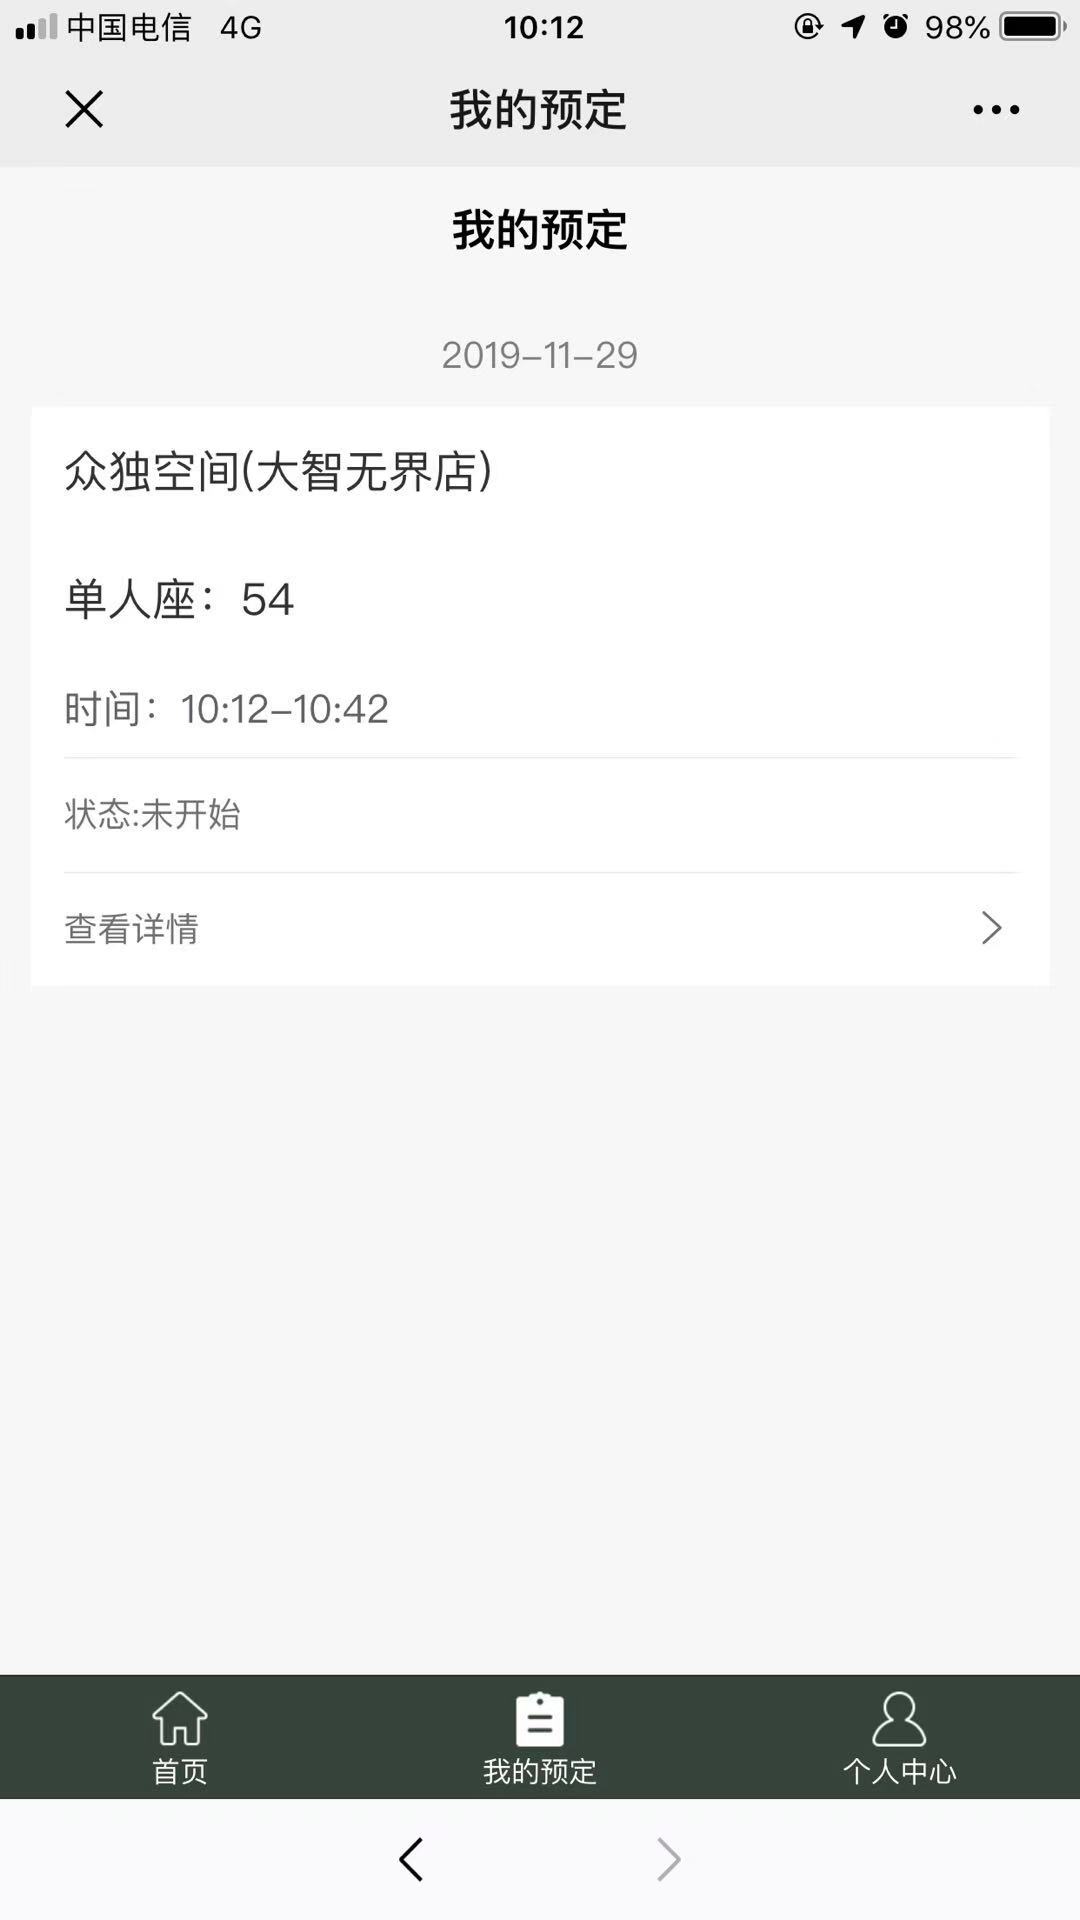 中国电信 4G 10:12 98%
我的预定
我的预定
2019-11-29
众独空间(大智无界店)
单人座：54
时间：10:12-10:42
状态:未开始
查看详情
首页 我的预定 个人中心